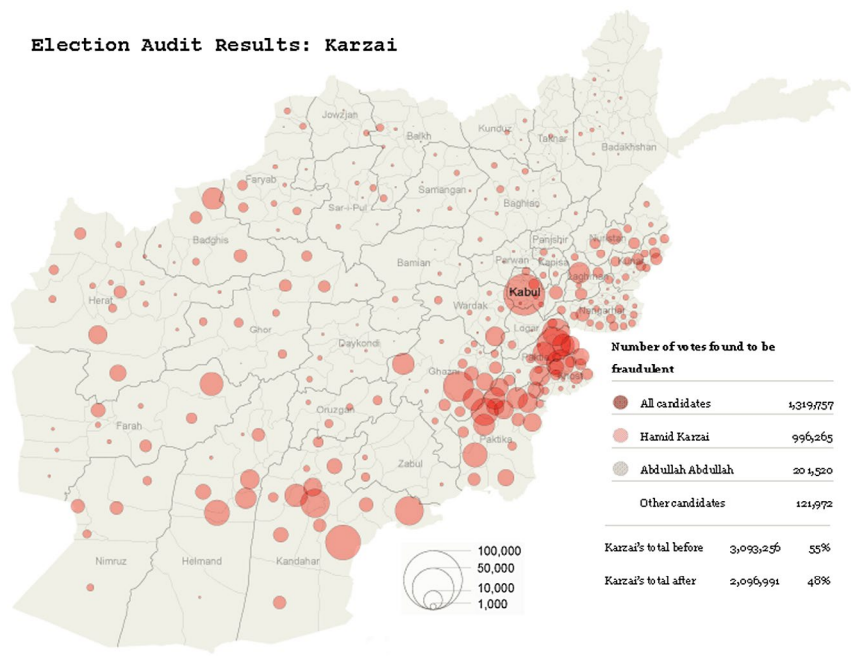 Election Audit Results: Karzai
Jowzjan
Balkh
Kunduz
Takhar
Badakhshan
Faryab
Sar-i-Pul
Samangan
Baghlan
Badghis
Panjshir
Nuristan
Bamian
Parwan
Kapisa
Kunar
Laghman
Herat
Kabul
Wardak
Nangarhar
Ghor
Logar
Daykondi
Ghazni
Khost
Oruzgan
Farah
Paktika
Zabul
Nimruz
Helmand
Kandahar
Number of votes found to be
fraudulent
All candidates 1,319,757
Hamid Karzai 996,265
Abdullah Abdullah 201,520
Other candidates 121,972
Karzai's total before 3,093,256 55%
Karzai's total after 2,096,991 48%
100,000
50,000
10,000
1,000